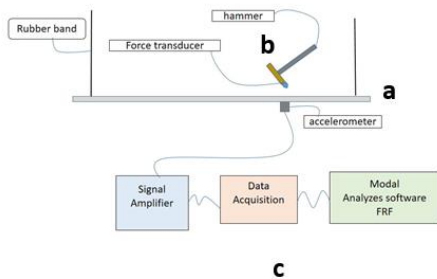 hammer
Rubber band
b
Force transducer
a
accelerometer
Signal
Amplifier
Data
Acquisition
Modal
Analyzes software
FRF
c